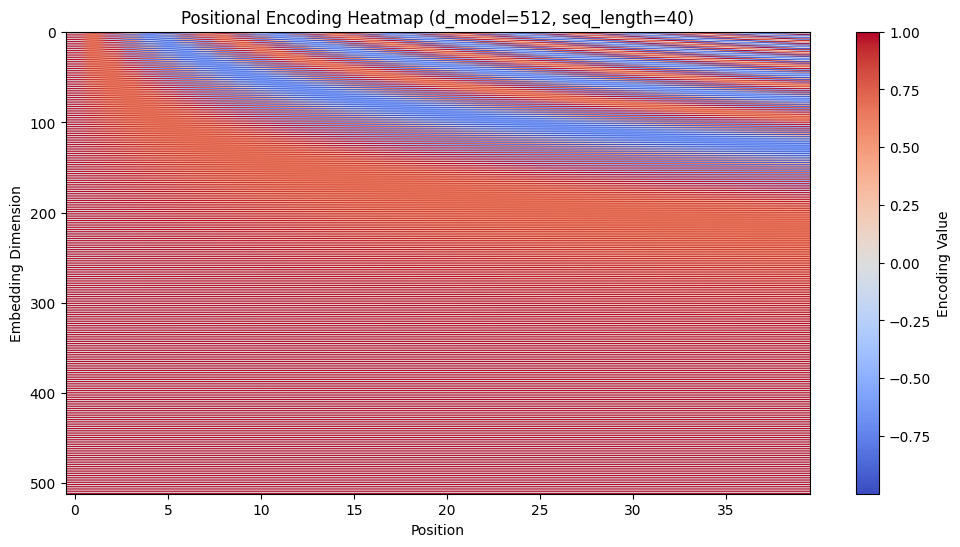 Positional Encoding Heatmap (d_model=512, seq_length=40)
0
100
200
300
400
500
Embedding Dimension
0 5 10 15 20 25 30 35
Position
1.00
0.75
0.50
0.25
0.00
−0.25
−0.50
−0.75
Encoding Value